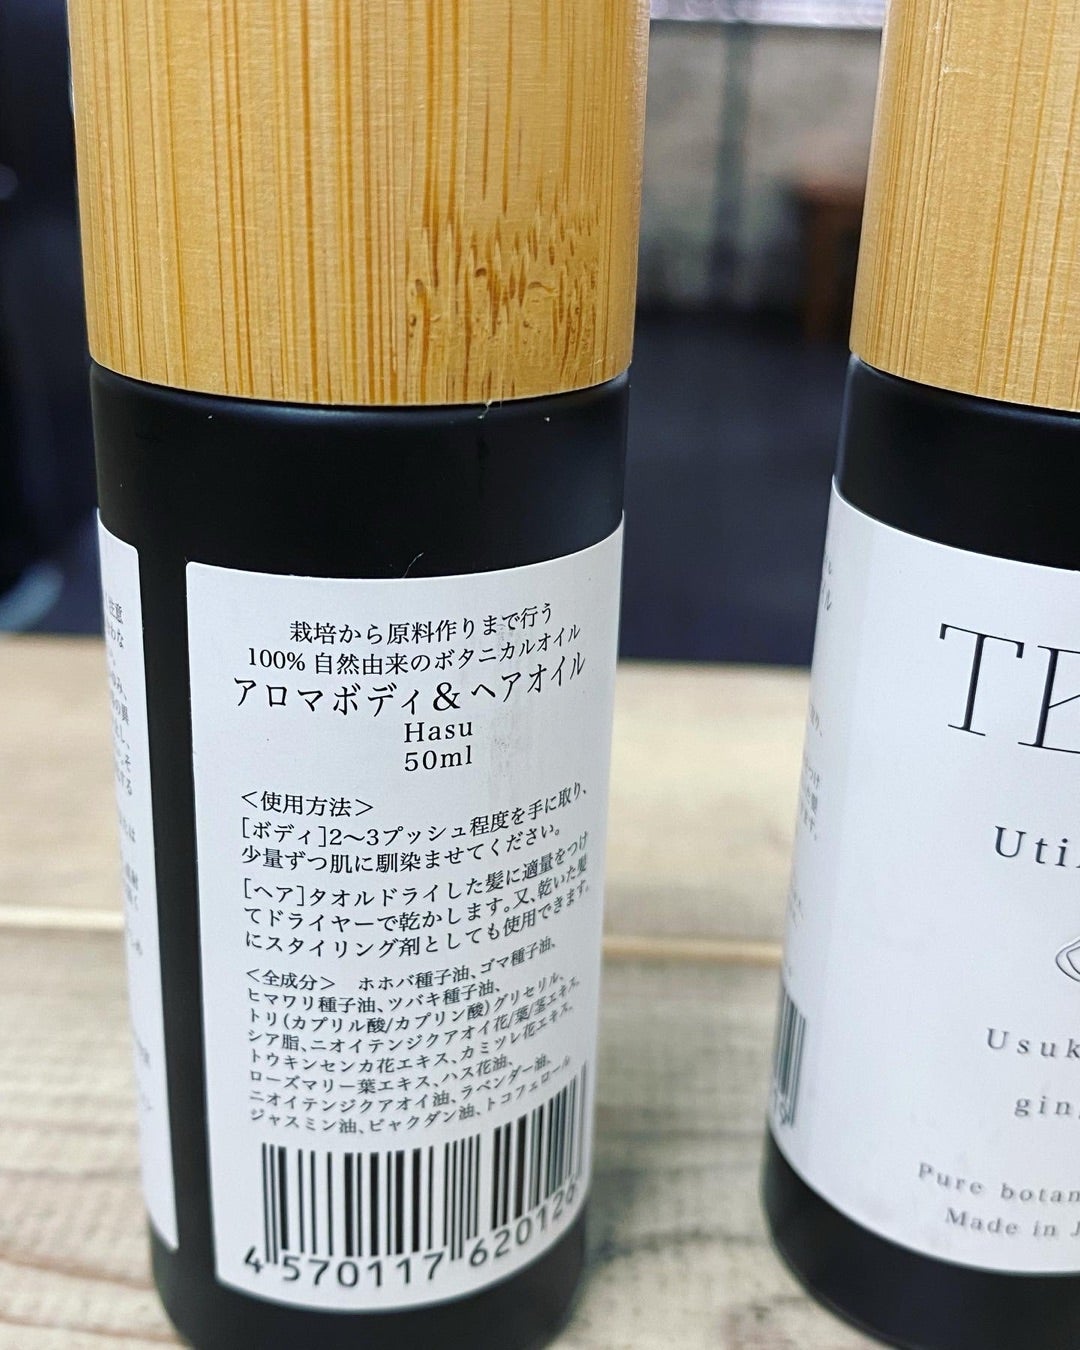 栽培から原料作りまで行う
100% 自然由来のボタニカルオイル
アロマボディ&ヘアオイル
Hasu
50ml
＜使用方法＞
[ボディ]2〜3プッシュ程度を手に取り、
少量ずつ肌に馴染ませてください。
[ヘア]タオルドライした髪に適量をつけ
てドライヤーで乾かします。又、乾いた髪
にスタイリング剤としても使用できます。
＜全成分＞ ホホバ種子油、ゴマ種子油、
ヒマワリ種子油、ツバキ種子油、
トリ(カプリル酸/カプリン酸)グリセリル、
シア脂、ニオイテンジクアオイ花/葉/茎エキス、
トウキンセンカ花エキス、カミツレ花エキス、
ローズマリー葉エキス、ハス花油、
ニオイテンジクアオイ油、ラベンダー油、
ジャスミン油、ビャクダン油、トコフェロール
4 570117 620120
Uti
Usuk
gin
Pure botan
Made in J